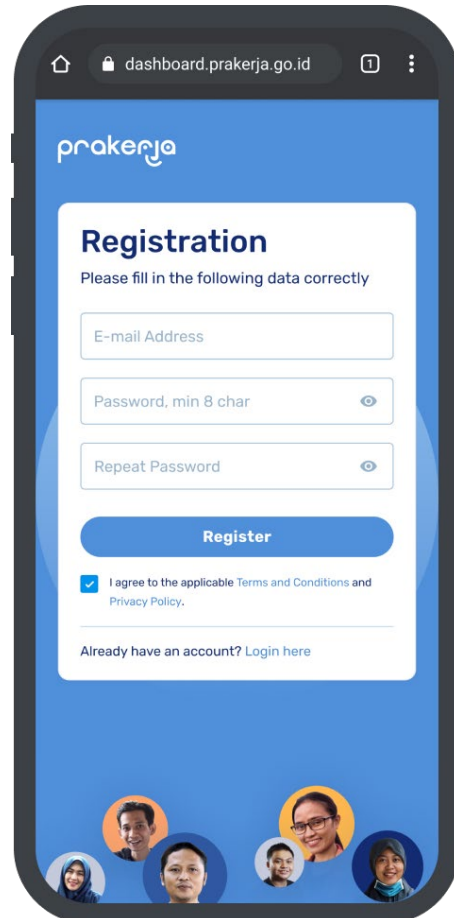 dashboard.prakerja.go.id
1
prakerja
Registration
Please fill in the following data correctly
E-mail Address
Password, min 8 char
Repeat Password
Register
I agree to the applicable Terms and Conditions and
Privacy Policy.
Already have an account? Login here